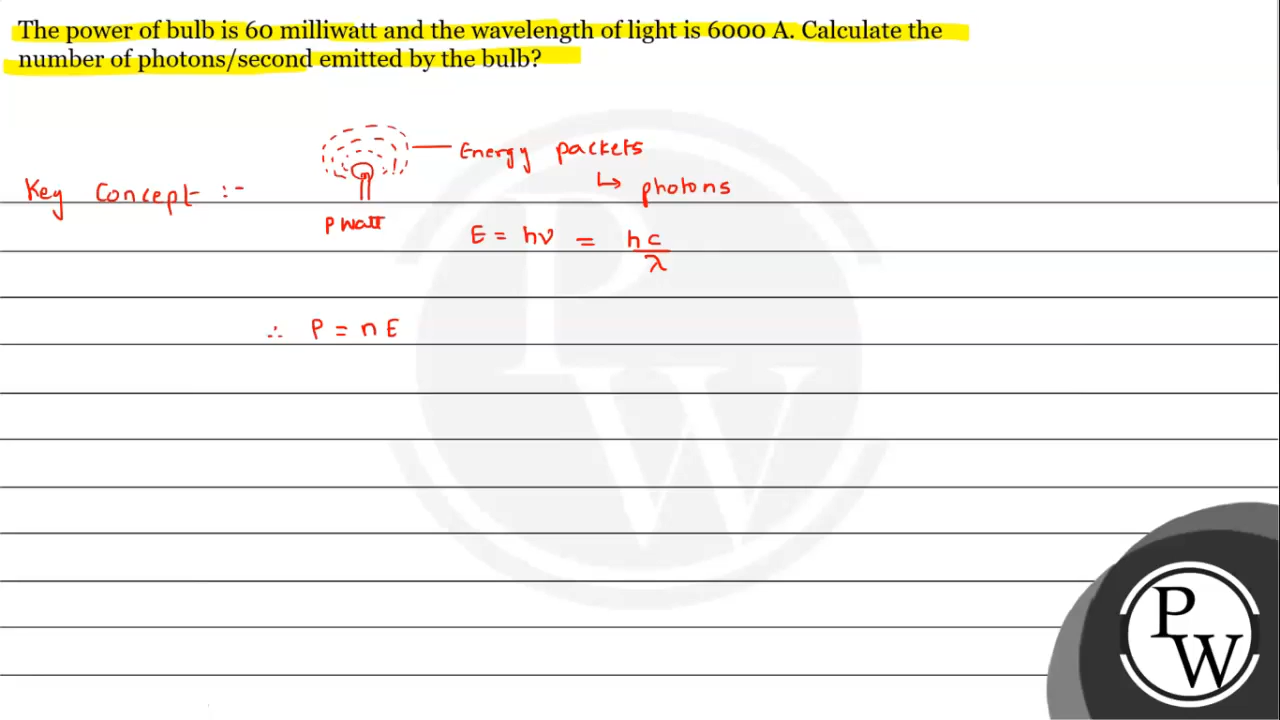 The power of bulb is 60 milliwatt and the wavelength of light is 6000 A. Calculate the
number of photons/second emitted by the bulb?
Energy packets
↳ photons
Key Concept :-
P Watt
E = hν = hc/λ
∴ P = n E
PW
PW